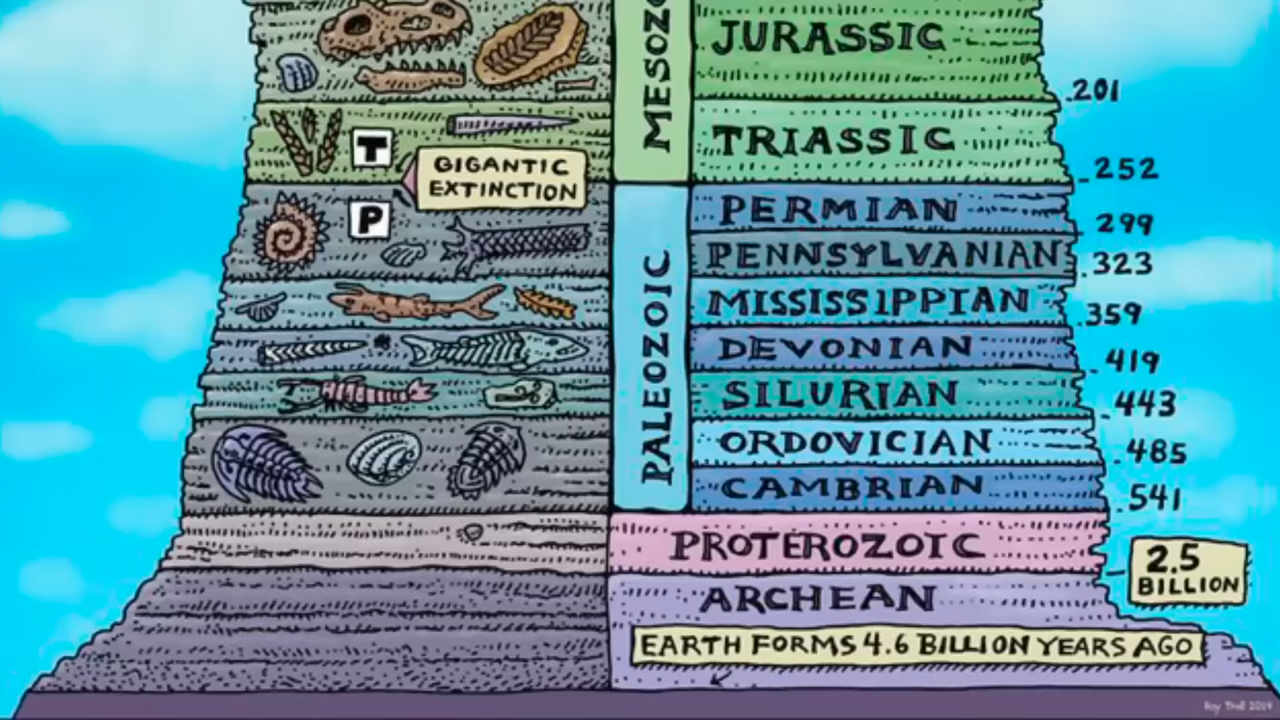 MESOZO
JURASSIC
201
TRIASSIC
252
T
GIGANTIC
EXTINCTION
P
PALEOZOIC
PERMIAN
299
PENNSYLVANIAN
323
MISSISSIPPIAN
359
DEVONIAN
419
SILURIAN
443
ORDOVICIAN
485
CAMBRIAN
541
PROTEROZOIC
2.5
BILLION
ARCHEAN
EARTH FORMS 4.6 BILLION YEARS AGO